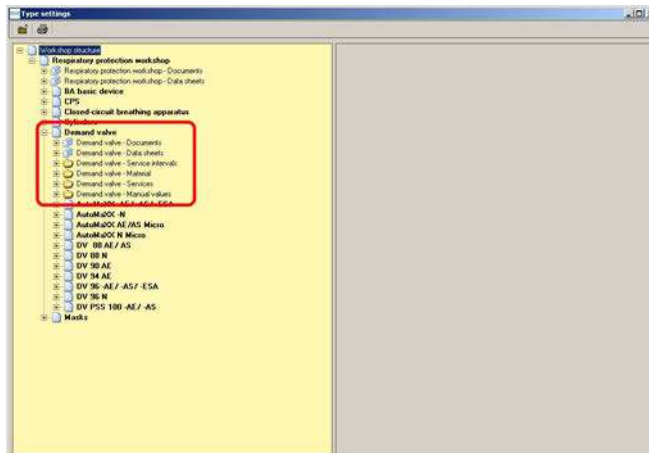 Type settings
Workshop structure
Respiratory protection workshop
Respiratory protection workshop - Documents
Respiratory protection workshop - Data sheets
BA basic device
CPS
Closed-circuit breathing apparatus
Cylinders
Demand valve
Demand valve - Documents
Demand valve - Data sheets
Demand valve - Service intervals
Demand valve - Material
Demand valve - Services
Demand valve - Manual values
AutoMaXX -AE / -AS / -ESA
AutoMaXX -N
AutoMaXX AE/AS Micro
AutoMaXX N Micro
DV 88 AE / AS
DV 88 N
DV 90 AE
DV 94 AE
DV 96 -AE / -AS / -ESA
DV 96 N
DV PSS 100 -AE / -AS
Masks